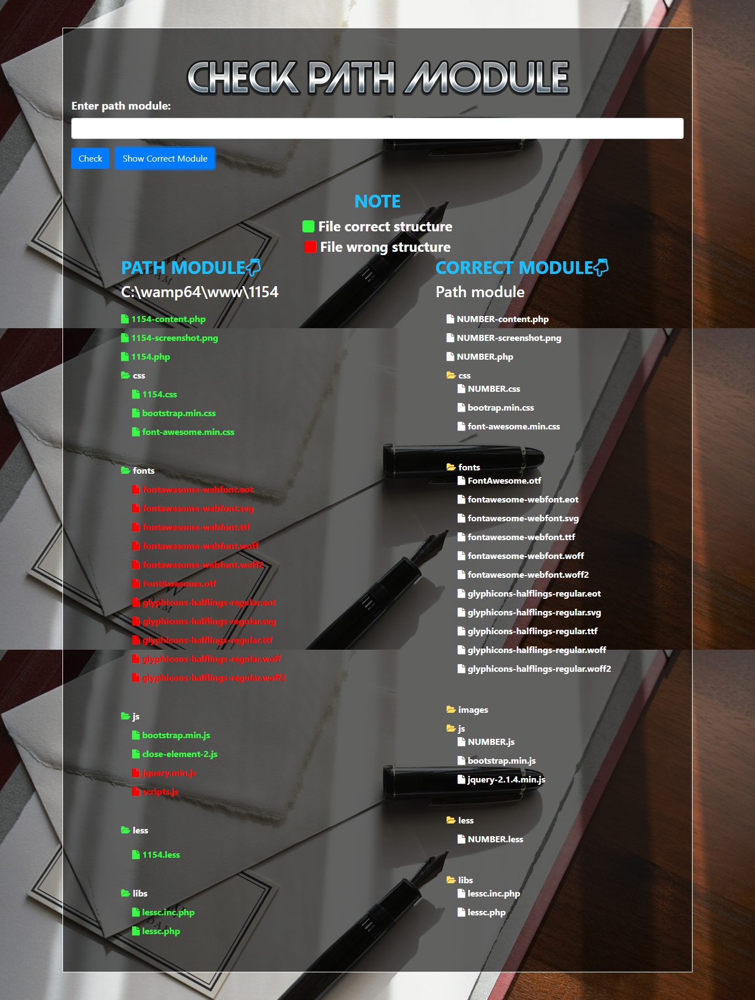 CHECK PATH MODULE
Enter path module:
Check
Show Correct Module
NOTE
File correct structure
File wrong structure
PATH MODULE
C:\wamp64\www\1154
1154-content.php
1154-screenshot.png
1154.php
css
1154.css
bootstrap.min.css
font-awesome.min.css
fonts
fontawesome-webfont.eot
fontawesome-webfont.svg
fontawesome-webfont.ttf
fontawesome-webfont.woff
fontawesome-webfont.woff2
FontAwesome.otf
glyphicons-halflings-regular.eot
glyphicons-halflings-regular.svg
glyphicons-halflings-regular.ttf
glyphicons-halflings-regular.woff
glyphicons-halflings-regular.woff2
js
bootstrap.min.js
close-element-2.js
jquery.min.js
scripts.js
less
1154.less
libs
lessc.inc.php
lessc.php
CORRECT MODULE
Path module
NUMBER-content.php
NUMBER-screenshot.png
NUMBER.php
css
NUMBER.css
bootrap.min.css
font-awesome.min.css
fonts
FontAwesome.otf
fontawesome-webfont.eot
fontawesome-webfont.svg
fontawesome-webfont.ttf
fontawesome-webfont.woff
fontawesome-webfont.woff2
glyphicons-halflings-regular.eot
glyphicons-halflings-regular.svg
glyphicons-halflings-regular.ttf
glyphicons-halflings-regular.woff
glyphicons-halflings-regular.woff2
images
js
NUMBER.js
bootstrap.min.js
jquery-2.1.4.min.js
less
NUMBER.less
libs
lessc.inc.php
lessc.php